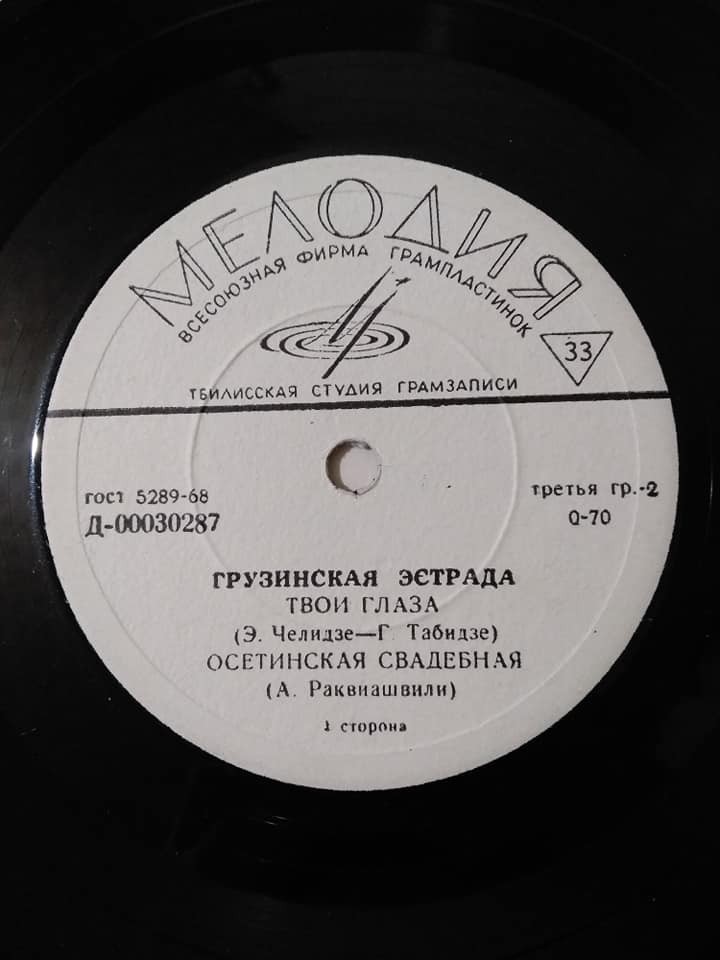 МЕЛОДИЯ
ВСЕСОЮЗНАЯ ФИРМА ГРАМПЛАСТИНОК
33
ТБИЛИССКАЯ СТУДИЯ ГРАМЗАПИСИ
гост 5289-68
третья гр.-2
Д-00030287
0-70
ГРУЗИНСКАЯ ЭСТРАДА
ТВОИ ГЛАЗА
(Э. Челидзе—Г. Табидзе)
ОСЕТИНСКАЯ СВАДЕБНАЯ
(А. Раквиашвили)
1 сторона